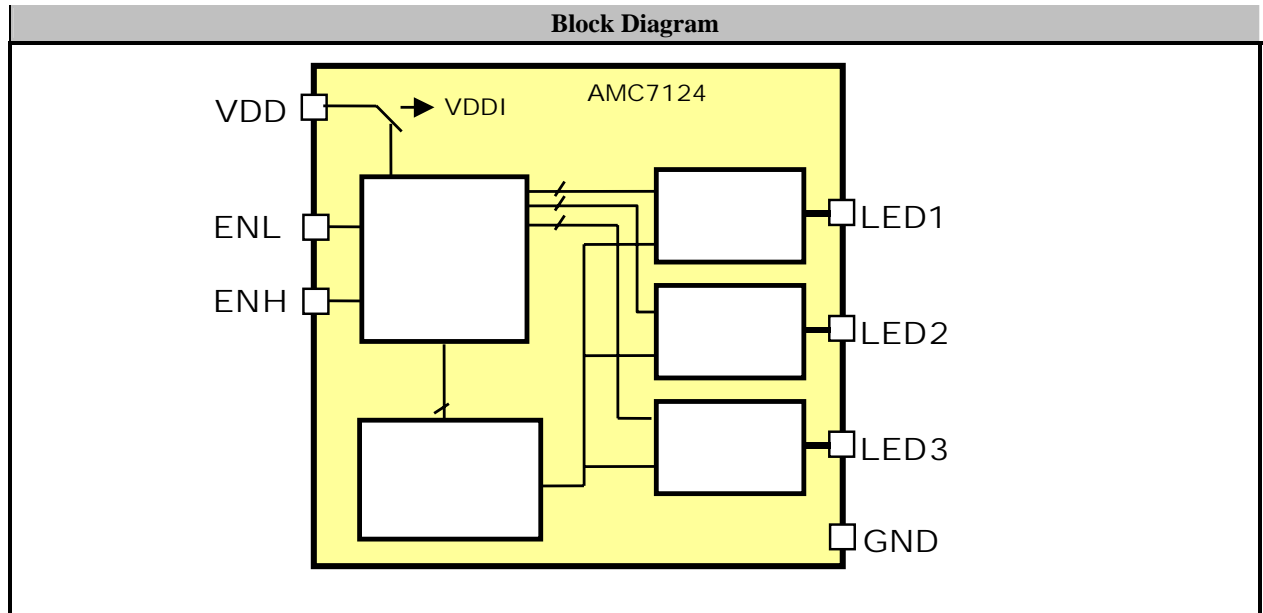 Block Diagram
AMC7124
VDD
VDDI
ENL
ENH
LED1
LED2
LED3
GND